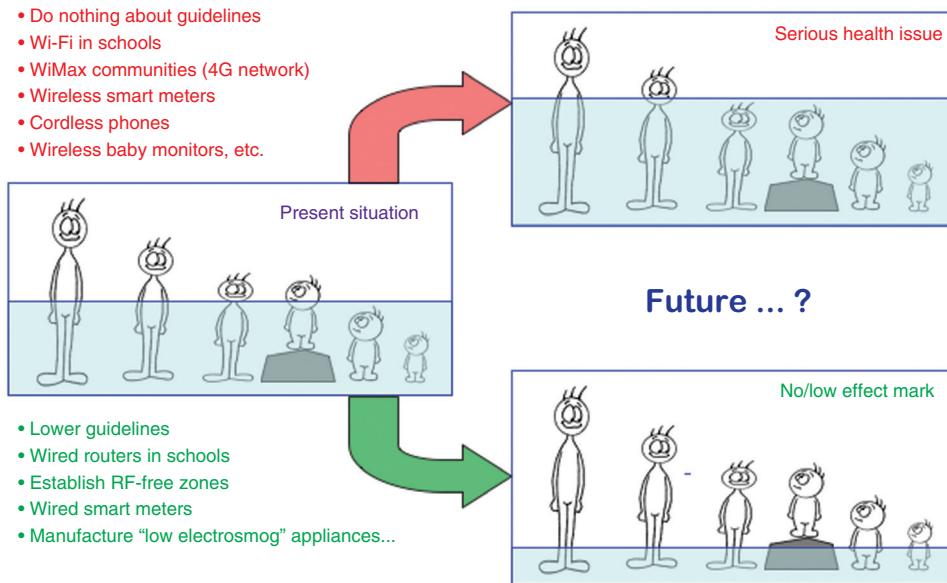 • Do nothing about guidelines
• Wi-Fi in schools
• WiMax communities (4G network)
• Wireless smart meters
• Cordless phones
• Wireless baby monitors, etc.
Serious health issue
Present situation
Future ... ?
No/low effect mark
• Lower guidelines
• Wired routers in schools
• Establish RF-free zones
• Wired smart meters
• Manufacture “low electrosmog” appliances...